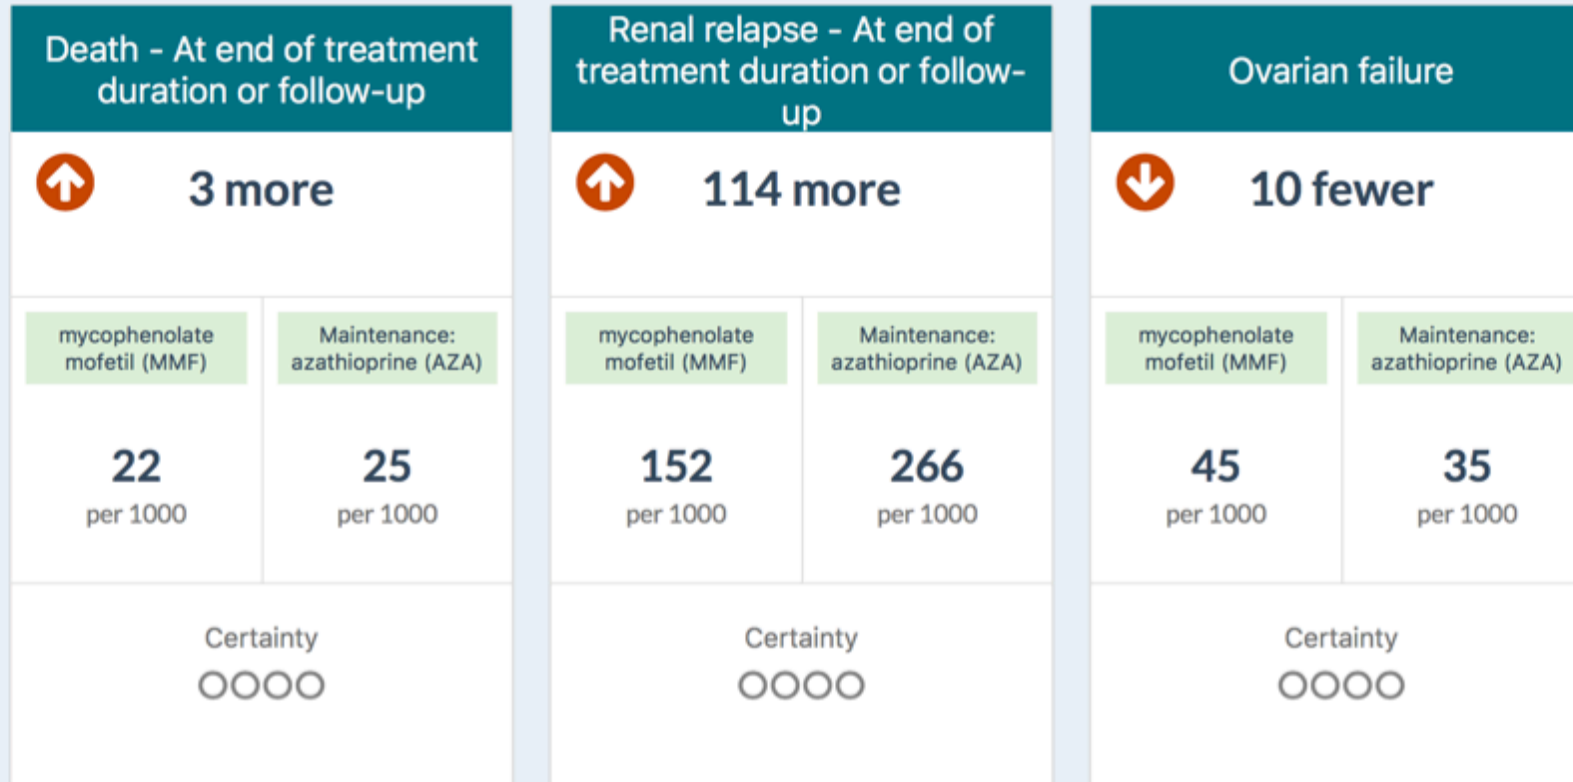 Death - At end of treatment
duration or follow-up
3 more
mycophenolate
mofetil (MMF)
Maintenance:
azathioprine (AZA)
22
per 1000
25
per 1000
Certainty
Renal relapse - At end of
treatment duration or follow-
up
114 more
mycophenolate
mofetil (MMF)
Maintenance:
azathioprine (AZA)
152
per 1000
266
per 1000
Certainty
Ovarian failure
10 fewer
mycophenolate
mofetil (MMF)
Maintenance:
azathioprine (AZA)
45
per 1000
35
per 1000
Certainty